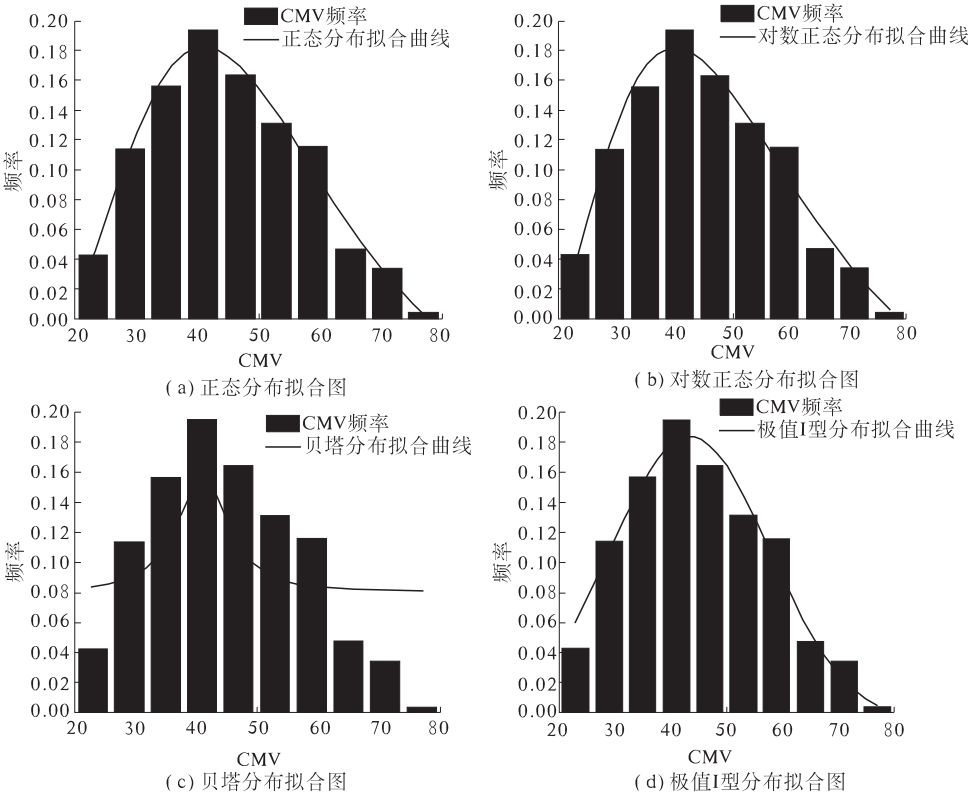 CMV频率
正态分布拟合曲线
0.20
0.18
0.16
0.14
0.12
0.10
0.08
0.06
0.04
0.02
0.00
频率
20 30 40 50 60 70 80
CMV
(a)正态分布拟合图
CMV频率
对数正态分布拟合曲线
0.20
0.18
0.16
0.14
0.12
0.10
0.08
0.06
0.04
0.02
0.00
频率
20 30 40 50 60 70 80
CMV
(b)对数正态分布拟合图
CMV频率
贝塔分布拟合曲线
0.20
0.18
0.16
0.14
0.12
0.10
0.08
0.06
0.04
0.02
0.00
频率
20 30 40 50 60 70 80
CMV
(c)贝塔分布拟合图
CMV频率
极值I型分布拟合曲线
0.20
0.18
0.16
0.14
0.12
0.10
0.08
0.06
0.04
0.02
0.00
频率
20 30 40 50 60 70 80
CMV
(d)极值I型分布拟合图